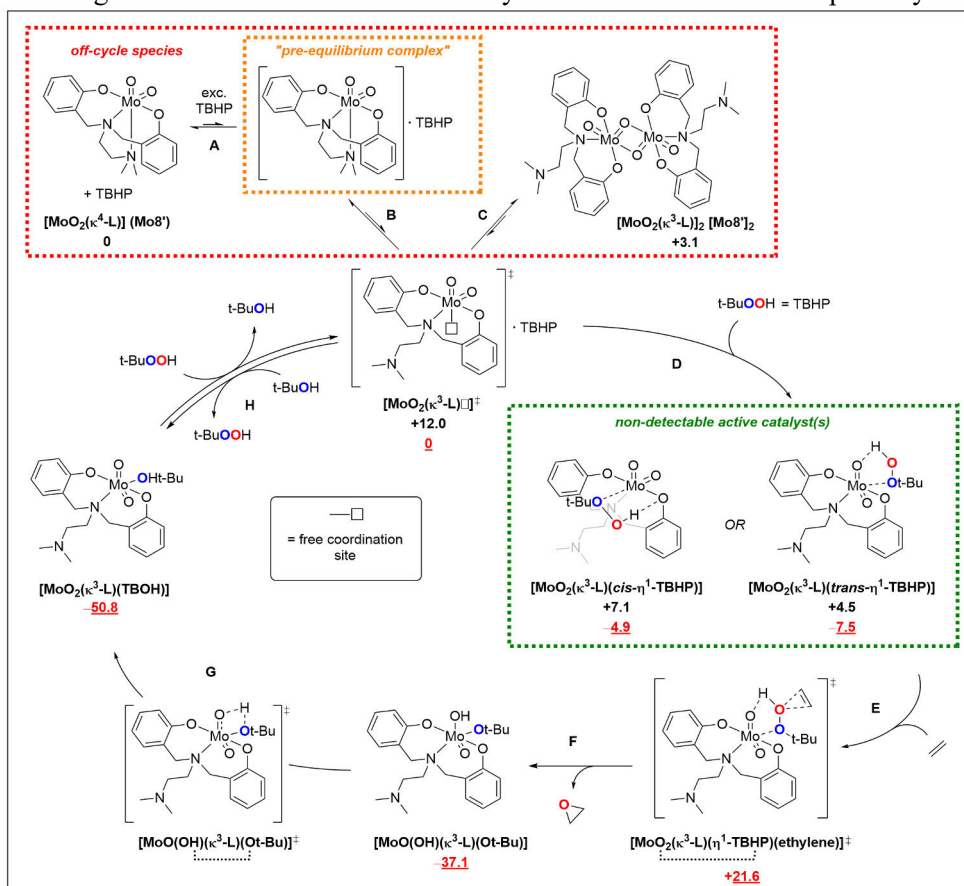 off-cycle species
"pre-equilibrium complex"
exc.
TBHP
A
+ TBHP
· TBHP
[MoO₂(κ⁴-L)] (Mo8')
0
[MoO₂(κ³-L)]₂ [Mo8']₂
+3.1
B
C
‡
· TBHP
t-BuOH
t-BuOOH
t-BuOH
H
t-BuOOH
[MoO₂(κ³-L)□]‡
+12.0
0
t-BuOOH = TBHP
D
non-detectable active catalyst(s)
OR
[MoO₂(κ³-L)(cis-η¹-TBHP)]
+7.1
–4.9
[MoO₂(κ³-L)(trans-η¹-TBHP)]
+4.5
–7.5
= free coordination
site
[MoO₂(κ³-L)(TBOH)]
–50.8
G
F
E
[MoO(OH)(κ³-L)(Ot-Bu)]‡
[MoO(OH)(κ³-L)(Ot-Bu)]
–37.1
[MoO₂(κ³-L)(η¹-TBHP)(ethylene)]‡
+21.6